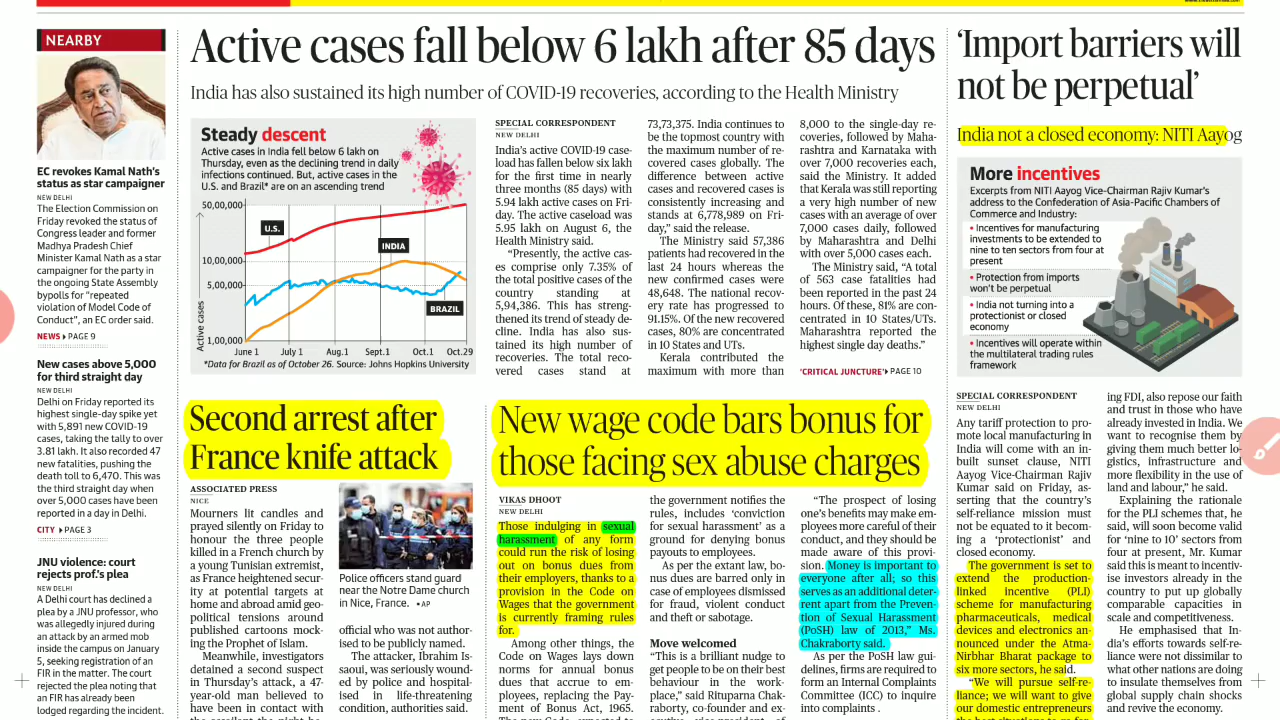 NEARBY
EC revokes Kamal Nath's
status as star campaigner
NEW DELHI
The Election Commission on
Friday revoked the status of
Congress leader and former
Madhya Pradesh Chief
Minister Kamal Nath as a star
campaigner for the party in
the ongoing State Assembly
bypolls for "repeated
violation of Model Code of
Conduct", an EC order said.
NEWS PAGE 9
New cases above 5,000
for third straight day
NEW DELHI
Delhi on Friday reported its
highest single-day spike yet
with 5,891 new COVID-19
cases, taking the tally to over
3.81 lakh. It also recorded 47
new fatalities, pushing the
death toll to 6,470. This was
the third straight day when
over 5,000 cases have been
reported in a day in Delhi.
CITY PAGE 3
JNU violence: court
rejects prof.'s plea
NEW DELHI
A Delhi court has declined a
plea by a JNU professor, who
was allegedly injured during
an attack by an armed mob
inside the campus on January
5, seeking registration of an
FIR in the matter. The court
rejected the plea noting that
an FIR has already been
lodged regarding the incident.
Active cases fall below 6 lakh after 85 days
India has also sustained its high number of COVID-19 recoveries, according to the Health Ministry
Steady descent
Active cases in India fell below 6 lakh on
Thursday, even as the declining trend in daily
infections continued. But, active cases in the
U.S. and Brazil* are on an ascending trend
50,00,000
10,00,000
5,00,000
1,00,000
Active cases
U.S.
INDIA
BRAZIL
June 1 July 1 Aug.1 Sept.1 Oct.1 Oct.29
*Data for Brazil as of October 26. Source: Johns Hopkins University
SPECIAL CORRESPONDENT
NEW DELHI
India's active COVID-19 case-
load has fallen below six lakh
for the first time in nearly
three months (85 days) with
5.94 lakh active cases on Fri-
day. The active caseload was
5.95 lakh on August 6, the
Health Ministry said.
"Presently, the active cas-
es comprise only 7.35% of
the total positive cases of the
country standing at
5,94,386. This has streng-
thened its trend of steady de-
cline. India has also sus-
tained its high number of
recoveries. The total reco-
vered cases stand at
73,73,375. India continues to
be the topmost country with
the maximum number of re-
covered cases globally. The
difference between active
cases and recovered cases is
consistently increasing and
stands at 6,778,989 on Fri-
day," said the release.
The Ministry said 57,386
patients had recovered in the
last 24 hours whereas the
new confirmed cases were
48,648. The national recov-
ery rate has progressed to
91.15%. Of the new recovered
cases, 80% are concentrated
in 10 States and UTs.
Kerala contributed the
maximum with more than
8,000 to the single-day re-
coveries, followed by Maha-
rashtra and Karnataka with
over 7,000 recoveries each,
said the Ministry. It added
that Kerala was still reporting
a very high number of new
cases with an average of over
7,000 cases daily, followed
by Maharashtra and Delhi
with over 5,000 cases each.
The Ministry said, "A total
of 563 case fatalities had
been reported in the past 24
hours. Of these, 81% are con-
centrated in 10 States/UTs.
Maharashtra reported the
highest single day deaths."
'CRITICAL JUNCTURE' PAGE 10
Second arrest after
France knife attack
ASSOCIATED PRESS
NICE
Mourners lit candles and
prayed silently on Friday to
honour the three people
killed in a French church by
a young Tunisian extremist,
as France heightened secur-
ity at potential targets at
home and abroad amid geo-
political tensions around
published cartoons mock-
ing the Prophet of Islam.
Meanwhile, investigators
detained a second suspect
in Thursday's attack, a 47-
year-old man believed to
have been in contact with
Police officers stand guard
near the Notre Dame church
in Nice, France. •AP
official who was not author-
ised to be publicly named.
The attacker, Ibrahim Is-
saoui, was seriously wound-
ed by police and hospital-
ised in life-threatening
condition, authorities said.
New wage code bars bonus for
those facing sex abuse charges
VIKAS DHOOT
NEW DELHI
Those indulging in sexual
harassment of any form
could run the risk of losing
out on bonus dues from
their employers, thanks to a
provision in the Code on
Wages that the government
is currently framing rules
for.
Among other things, the
Code on Wages lays down
norms for annual bonus
dues that accrue to em-
ployees, replacing the Pay-
ment of Bonus Act, 1965.
the government notifies the
rules, includes 'conviction
for sexual harassment' as a
ground for denying bonus
payouts to employees.
As per the extant law, bo-
nus dues are barred only in
case of employees dismissed
for fraud, violent conduct
and theft or sabotage.
Move welcomed
"This is a brilliant nudge to
get people to be on their best
behaviour in the work-
place," said Rituparna Chak-
raborty, co-founder and ex-
"The prospect of losing
one's benefits may make em-
ployees more careful of their
conduct, and they should be
made aware of this provi-
sion. Money is important to
everyone after all; so this
serves as an additional deter-
rent apart from the Preven-
tion of Sexual Harassment
(PoSH) law of 2013," Ms.
Chakraborty said.
As per the PoSH law gui-
delines, firms are required to
form an Internal Complaints
Committee (ICC) to inquire
into complaints .
'Import barriers will
not be perpetual'
India not a closed economy: NITI Aayog
More incentives
Excerpts from NITI Aayog Vice-Chairman Rajiv Kumar's
address to the Confederation of Asia-Pacific Chambers of
Commerce and Industry:
• Incentives for manufacturing
investments to be extended to
nine to ten sectors from four at
present
• Protection from imports
won't be perpetual
• India not turning into a
protectionist or closed
economy
• Incentives will operate within
the multilateral trading rules
framework
SPECIAL CORRESPONDENT
NEW DELHI
Any tariff protection to pro-
mote local manufacturing in
India will come with an in-
built sunset clause, NITI
Aayog Vice-Chairman Rajiv
Kumar said on Friday, as-
serting that the country's
self-reliance mission must
not be equated to it becom-
ing a 'protectionist' and
closed economy.
The government is set to
extend the production-
linked incentive (PLI)
scheme for manufacturing
pharmaceuticals, medical
devices and electronics an-
nounced under the Atma-
Nirbhar Bharat package to
six more sectors, he said.
"We will pursue self-re-
liance; we will want to give
our domestic entrepreneurs
ing FDI, also repose our faith
and trust in those who have
already invested in India. We
want to recognise them by
giving them much better lo-
gistics, infrastructure and
more flexibility in the use of
land and labour," he said.
Explaining the rationale
for the PLI schemes that, he
said, will soon become valid
for 'nine to 10' sectors from
four at present, Mr. Kumar
said this is meant to incentiv-
ise investors already in the
country to put up globally
comparable capacities in
scale and competitiveness.
He emphasised that In-
dia's efforts towards self-re-
liance were not dissimilar to
what other nations are doing
to insulate themselves from
global supply chain shocks
and revive the economy.